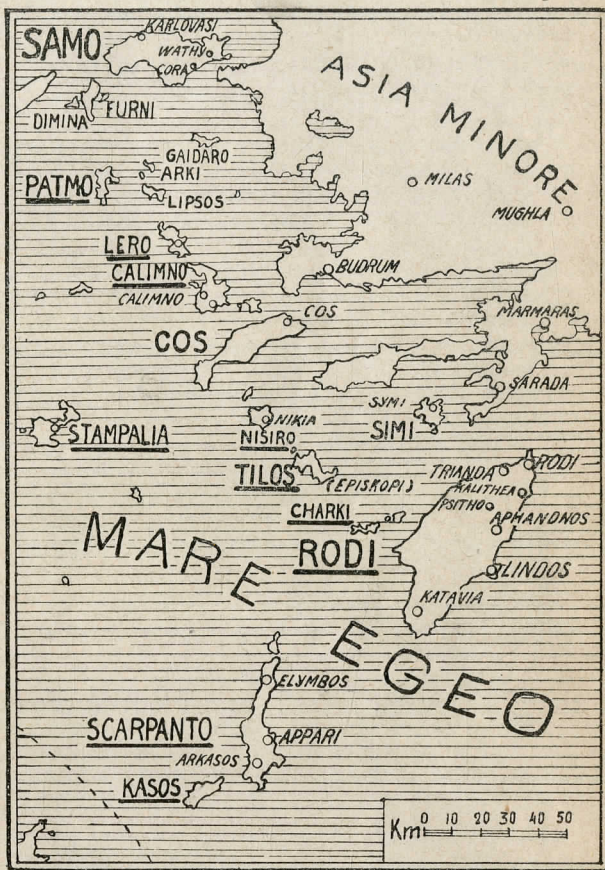 KARLOVASI
SAMO
WATHY
CORA
ASIA MINORE
DIMINA
FURNI
GAIDARO
ARKI
PATMO
LIPSOS
MILAS
MUGHLA
LERO
CALIMNO
CALIMNO
BUDRUM
COS
COS
MARMARAS
SARADA
SYMI
SIMI
STAMPALIA
NIKIA
NISIRO
TILOS
(EPISKOPI)
TRIANDA
RODI
KALITHEA
PSITHO
CHARKI
APHANDNOS
MARE EGEO
RODI
LINDOS
KATAVIA
ELYMBOS
SCARPANTO
APPARI
ARKASOS
KASOS
Km 0 10 20 30 40 50